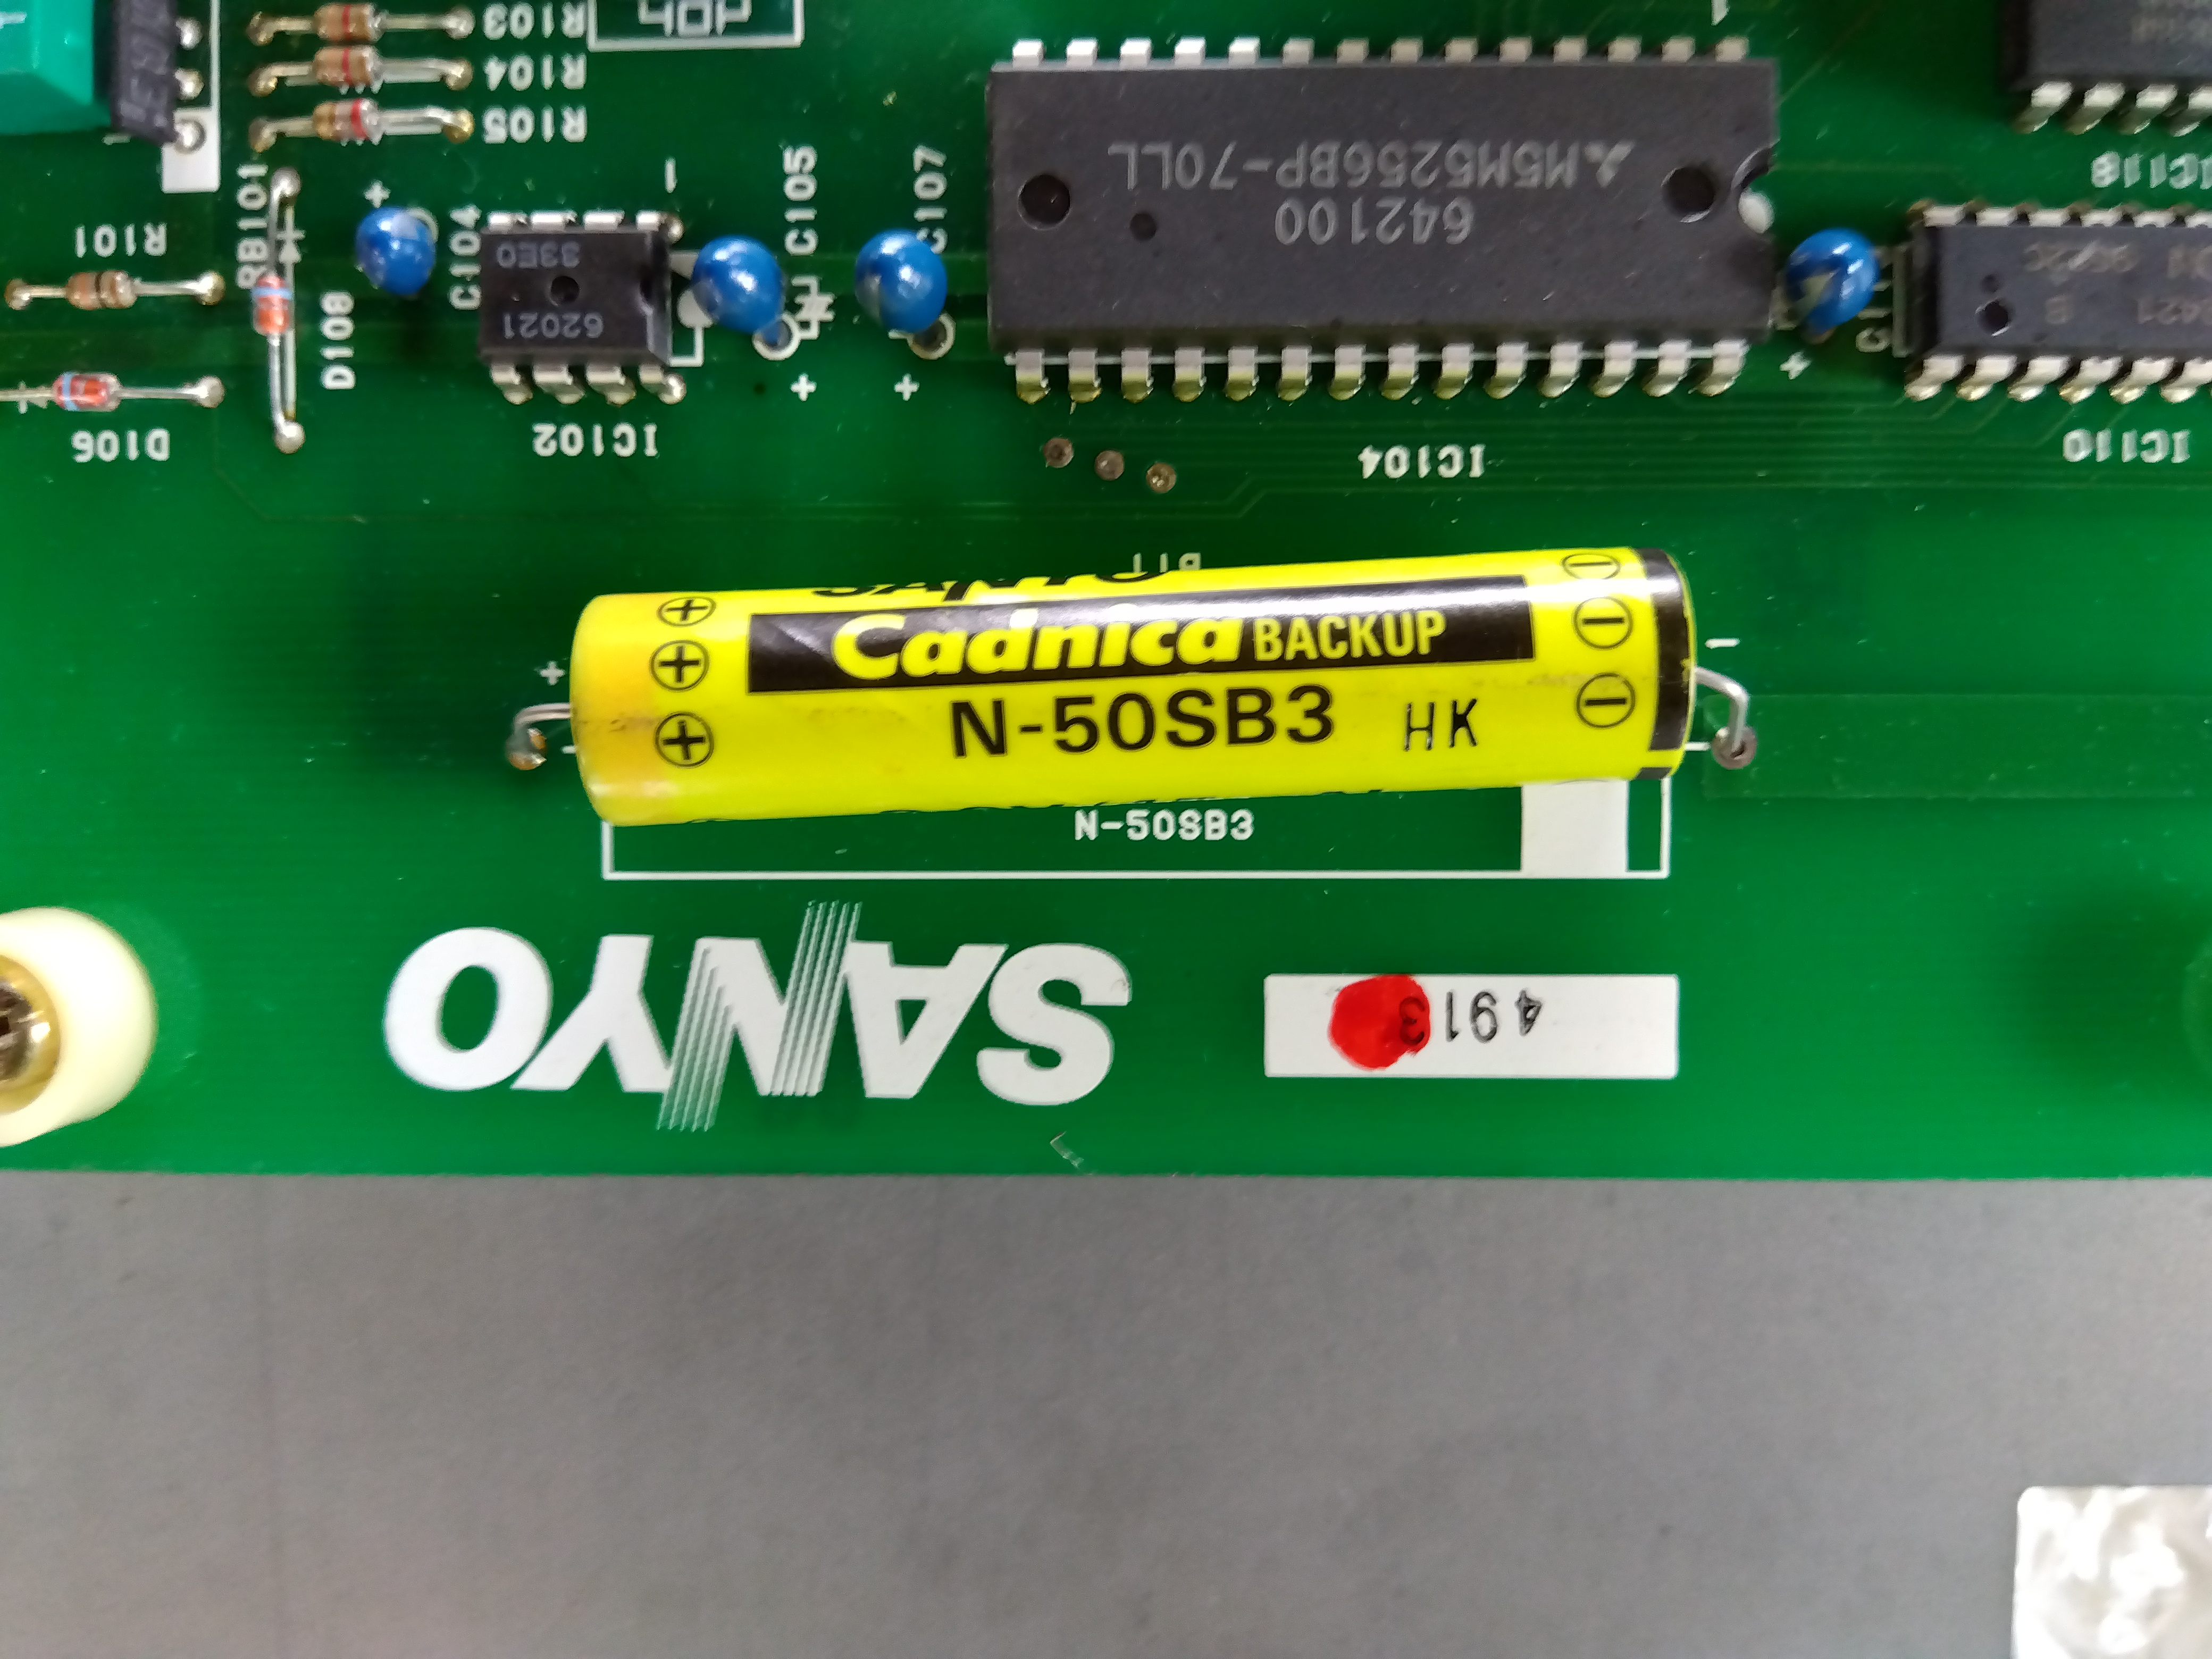 R103
R104
R105
R101
RB101
C104
33E0
62021
C105
C107
M5M5256BP-70LL
642100
IC118
D108
D106
IC102
IC104
IC110
SANYO
Cadnica BACKUP
N-50SB3 HK
+
-
N-50SB3
SANYO
4913